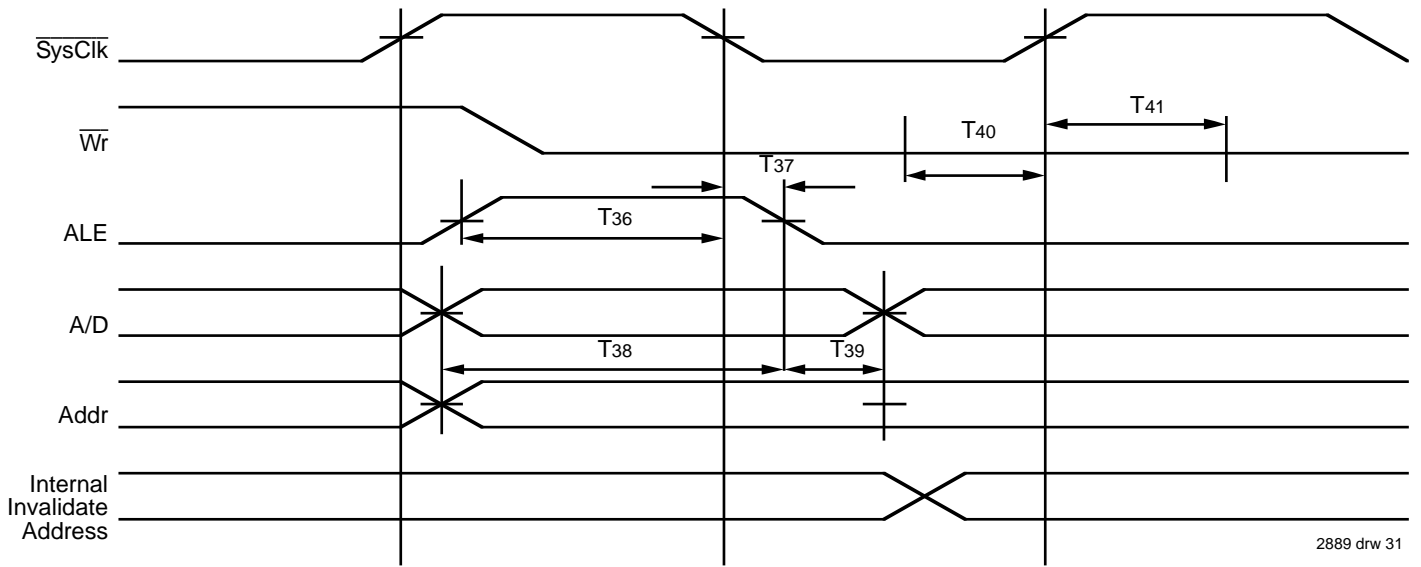 SysClk
Wr
T41
T40
T37
ALE
T36
A/D
T38
T39
Addr
Internal
Invalidate
Address
2889 drw 31